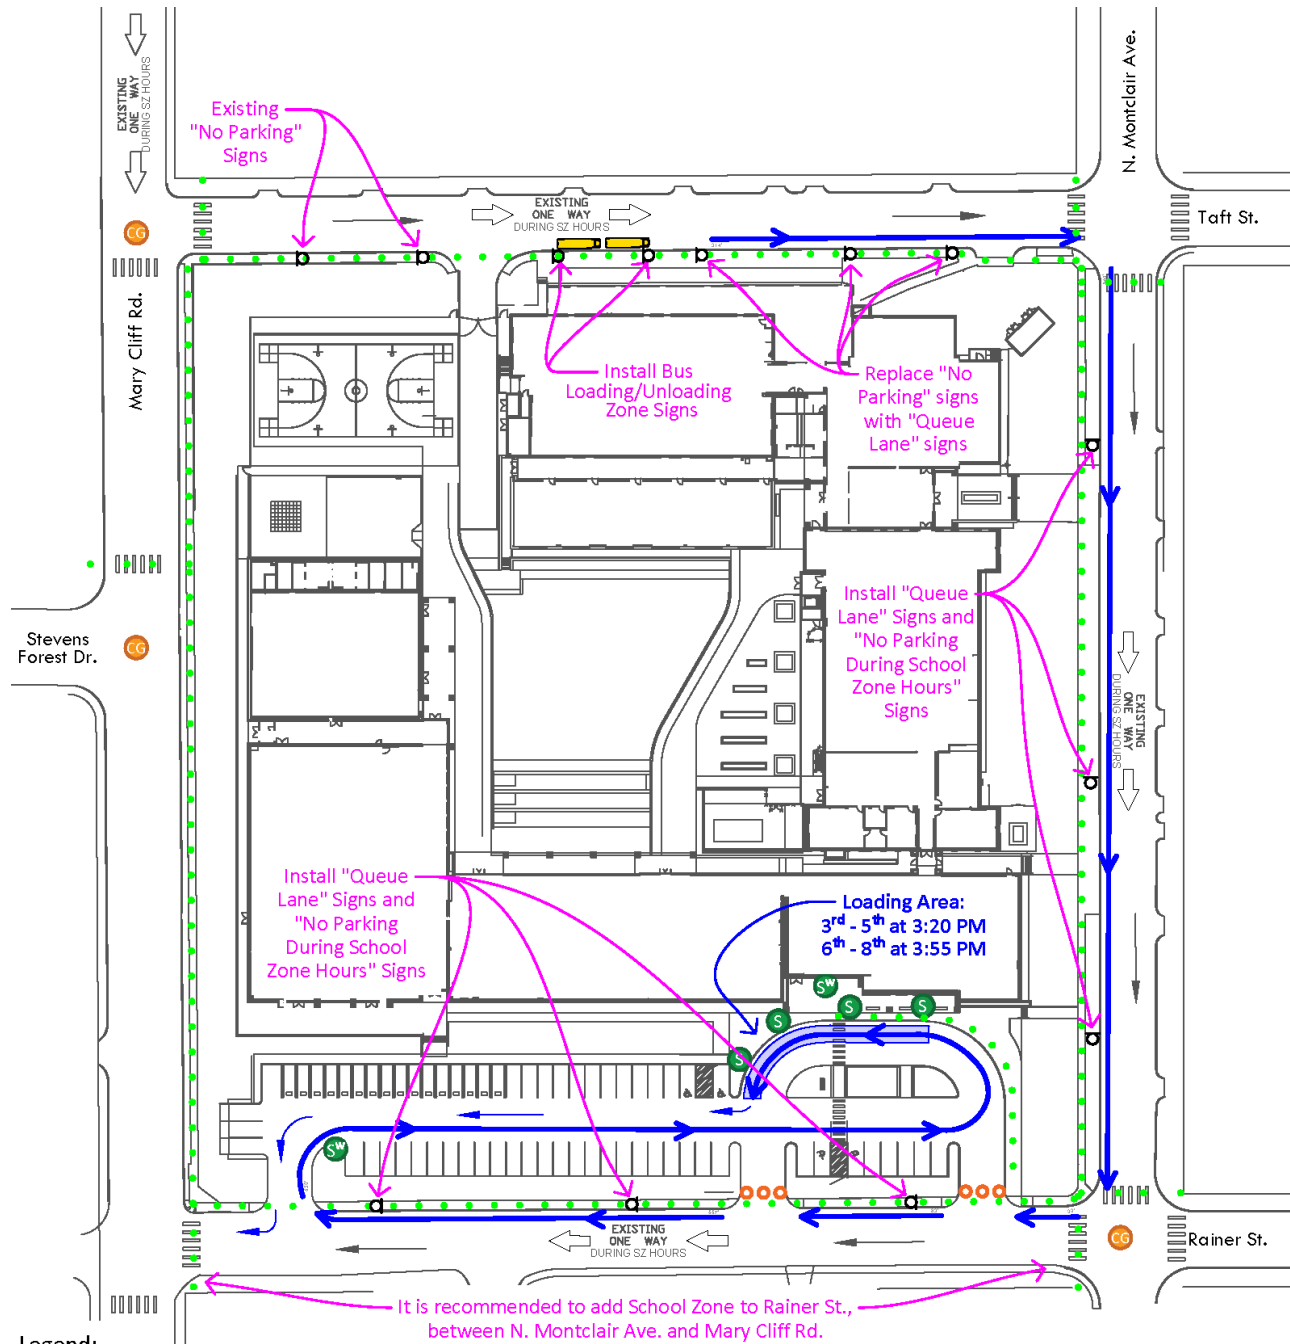 EXISTING
ONE WAY
DURING SZ HOURS
N. Montclair Ave.
Existing
"No Parking"
Signs
EXISTING
ONE WAY
DURING SZ HOURS
Taft St.
CG
Mary Cliff Rd.
Install Bus
Loading/Unloading
Zone Signs
Replace "No
Parking" signs
with "Queue
Lane" signs
Install "Queue
Lane" Signs and
"No Parking
During School
Zone Hours"
Signs
Stevens
Forest Dr.
CG
EXISTING
ONE WAY
DURING SZ HOURS
Install "Queue
Lane" Signs and
"No Parking
During School
Zone Hours" Signs
Loading Area:
3rd - 5th at 3:20 PM
6th - 8th at 3:55 PM
SW
S
S
S
S
SW
EXISTING
ONE WAY
DURING SZ HOURS
CG
Rainer St.
It is recommended to add School Zone to Rainer St.,
between N. Montclair Ave. and Mary Cliff Rd.
Legend: